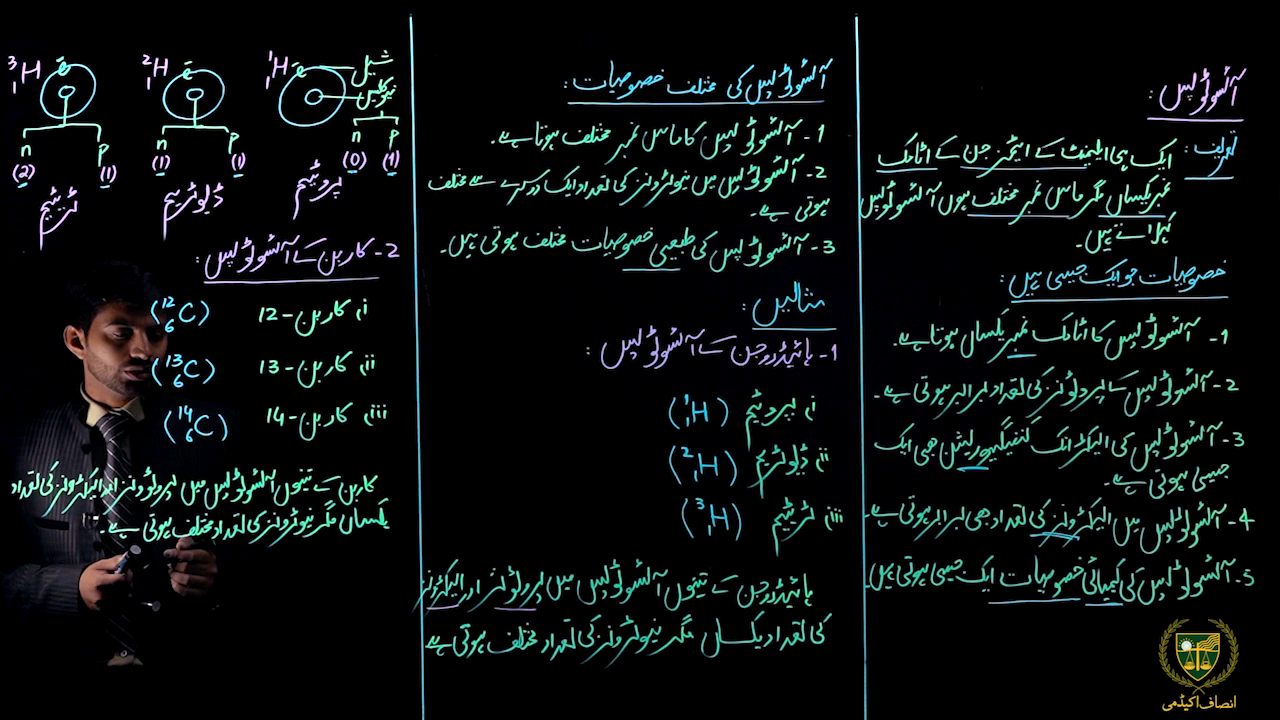 آئسوٹوپس:
تعریف: ایک ہی ایلیمنٹ کے ایٹمز جن کے اٹامک
نمبر یکساں مگر ماس نمبر مختلف ہوں آئسوٹوپس
کہلاتے ہیں۔
خصوصیات جو ایک جیسی ہیں:
1- آئسوٹوپس کا اٹامک نمبر یکساں ہوتا ہے۔
2- آئسوٹوپس کے پروٹونز کی تعداد برابر ہوتی ہے۔
3- آئسوٹوپس کی الیکٹرانک کنفیگیوریشن بھی ایک
جیسی ہوتی ہے۔
4- آئسوٹوپس میں الیکٹرونز کی تعداد بھی برابر ہوتی ہے۔
5- آئسوٹوپس کی کیمیائی خصوصیات ایک جیسی ہوتی ہیں۔
آئسوٹوپس کی مختلف خصوصیات:
1- آئسوٹوپس کا ماس نمبر مختلف ہوتا ہے۔
2- آئسوٹوپس میں نیوٹرونز کی تعداد ایک دوسرے سے مختلف
ہوتی ہے۔
3- آئسوٹوپس کی طبیعی خصوصیات مختلف ہوتی ہیں۔
مثالیں:
1- ہائیڈروجن کے آئسوٹوپس:
i, پروٹیم (¹₁H)
ii, ڈیوٹریم (²₁H)
iii, ٹریٹیم (³₁H)
ہائیڈروجن کے تینوں آئسوٹوپس میں پروٹونز اور الیکٹرونز
کی تعداد یکساں مگر نیوٹرونز کی تعداد مختلف ہوتی ہے
¹₁H e شیل
نیوکلیس
n p
(0) (1)
پروٹیم
²₁H e
n p
(1) (1)
ڈیوٹریم
³₁H e
n p
(2) (1)
ٹریٹیم
2- کاربن کے آئسوٹوپس:
i, کاربن-12 (¹²₆C)
ii, کاربن-13 (¹³₆C)
iii, کاربن-14 (¹⁴₆C)
کاربن کے تینوں آئسوٹوپس میں پروٹونز اور الیکٹرونز کی تعداد
یکساں مگر نیوٹرونز کی تعداد مختلف ہوتی ہے۔
انصاف اکیڈمی